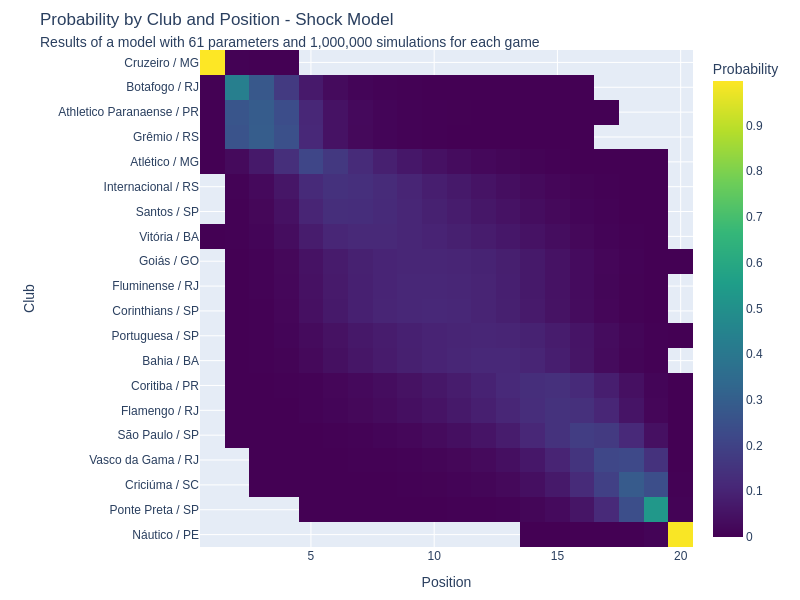 Probability by Club and Position - Shock Model
Results of a model with 61 parameters and 1,000,000 simulations for each game
Probability
Cruzeiro / MG
Botafogo / RJ
Athletico Paranaense / PR
Grêmio / RS
Atlético / MG
Internacional / RS
Santos / SP
Vitória / BA
Goiás / GO
Fluminense / RJ
Corinthians / SP
Portuguesa / SP
Bahia / BA
Coritiba / PR
Flamengo / RJ
São Paulo / SP
Vasco da Gama / RJ
Criciúma / SC
Ponte Preta / SP
Náutico / PE
Club
5
10
15
20
Position
0.9
0.8
0.7
0.6
0.5
0.4
0.3
0.2
0.1
0